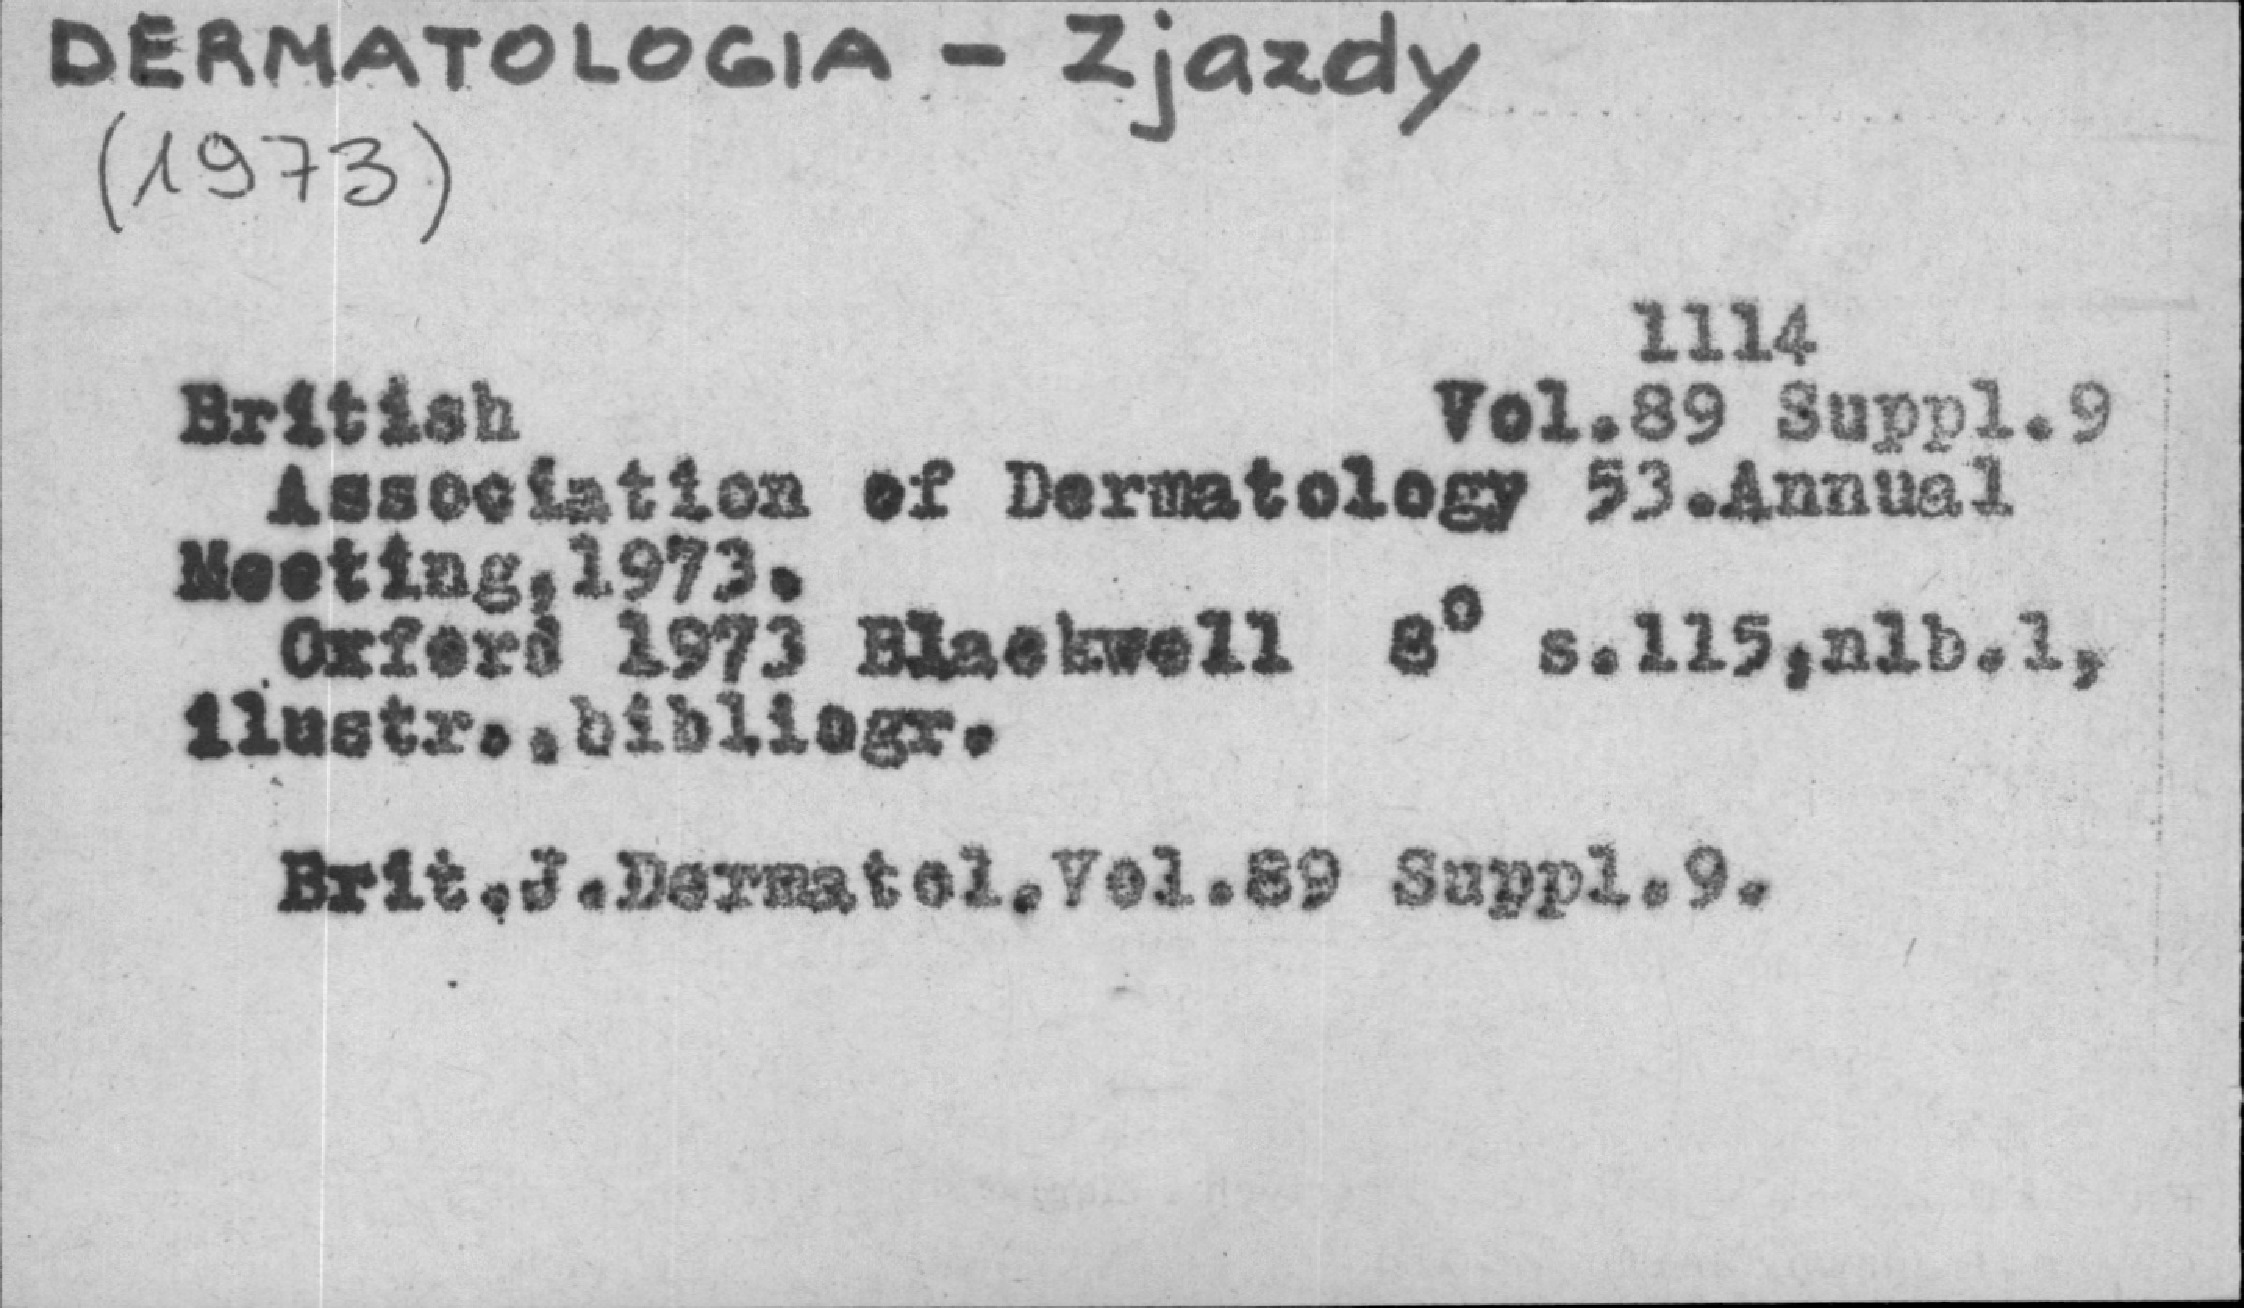 DERMATOLOGIA - Zjazdy
(1973)
1114
British Vol.89 Suppl.9
Association of Dermatology 53.Annual
Meeting,1973.
Oxford 1973 Blackwell 8° s.115,nlb.1,
ilustr.,bibliogr.
Brit.J.Dermatol.Vol.89 Suppl.9.